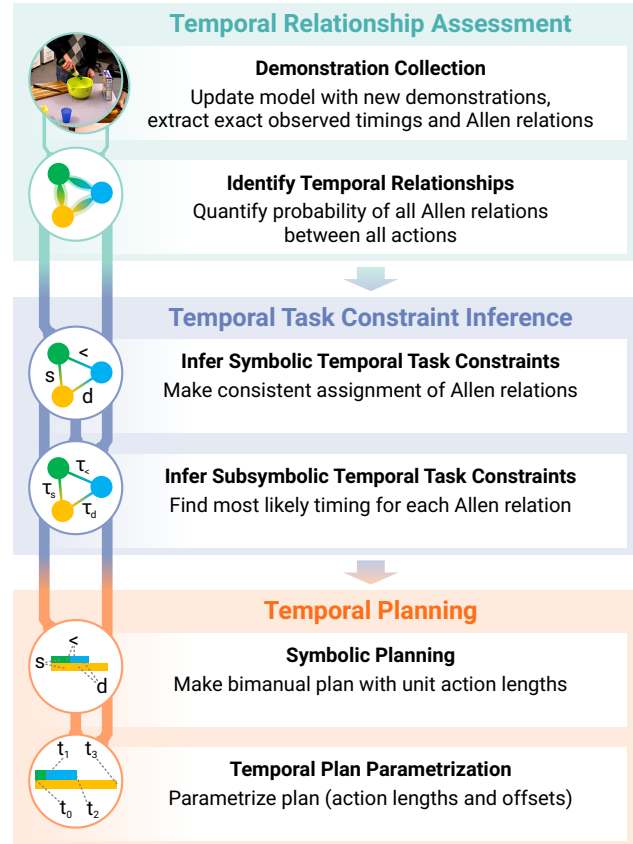 Temporal Relationship Assessment
Demonstration Collection
Update model with new demonstrations,
extract exact observed timings and Allen relations
Identify Temporal Relationships
Quantify probability of all Allen relations
between all actions
Temporal Task Constraint Inference
<
s
d
Infer Symbolic Temporal Task Constraints
Make consistent assignment of Allen relations
τ<
τs
τd
Infer Subsymbolic Temporal Task Constraints
Find most likely timing for each Allen relation
Temporal Planning
<
s
d
Symbolic Planning
Make bimanual plan with unit action lengths
t1 t3
t0 t2
Temporal Plan Parametrization
Parametrize plan (action lengths and offsets)